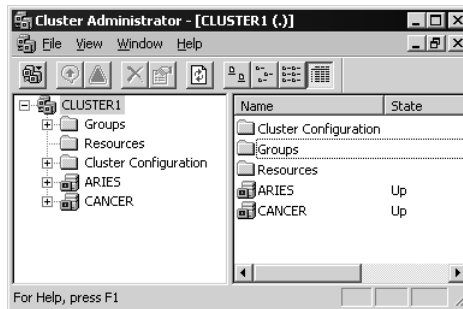 Cluster Administrator - [CLUSTER1 (.)]
File View Window Help
CLUSTER1
Groups
Resources
Cluster Configuration
ARIES
CANCER
Name State
Cluster Configuration
Groups
Resources
ARIES Up
CANCER Up
For Help, press F1